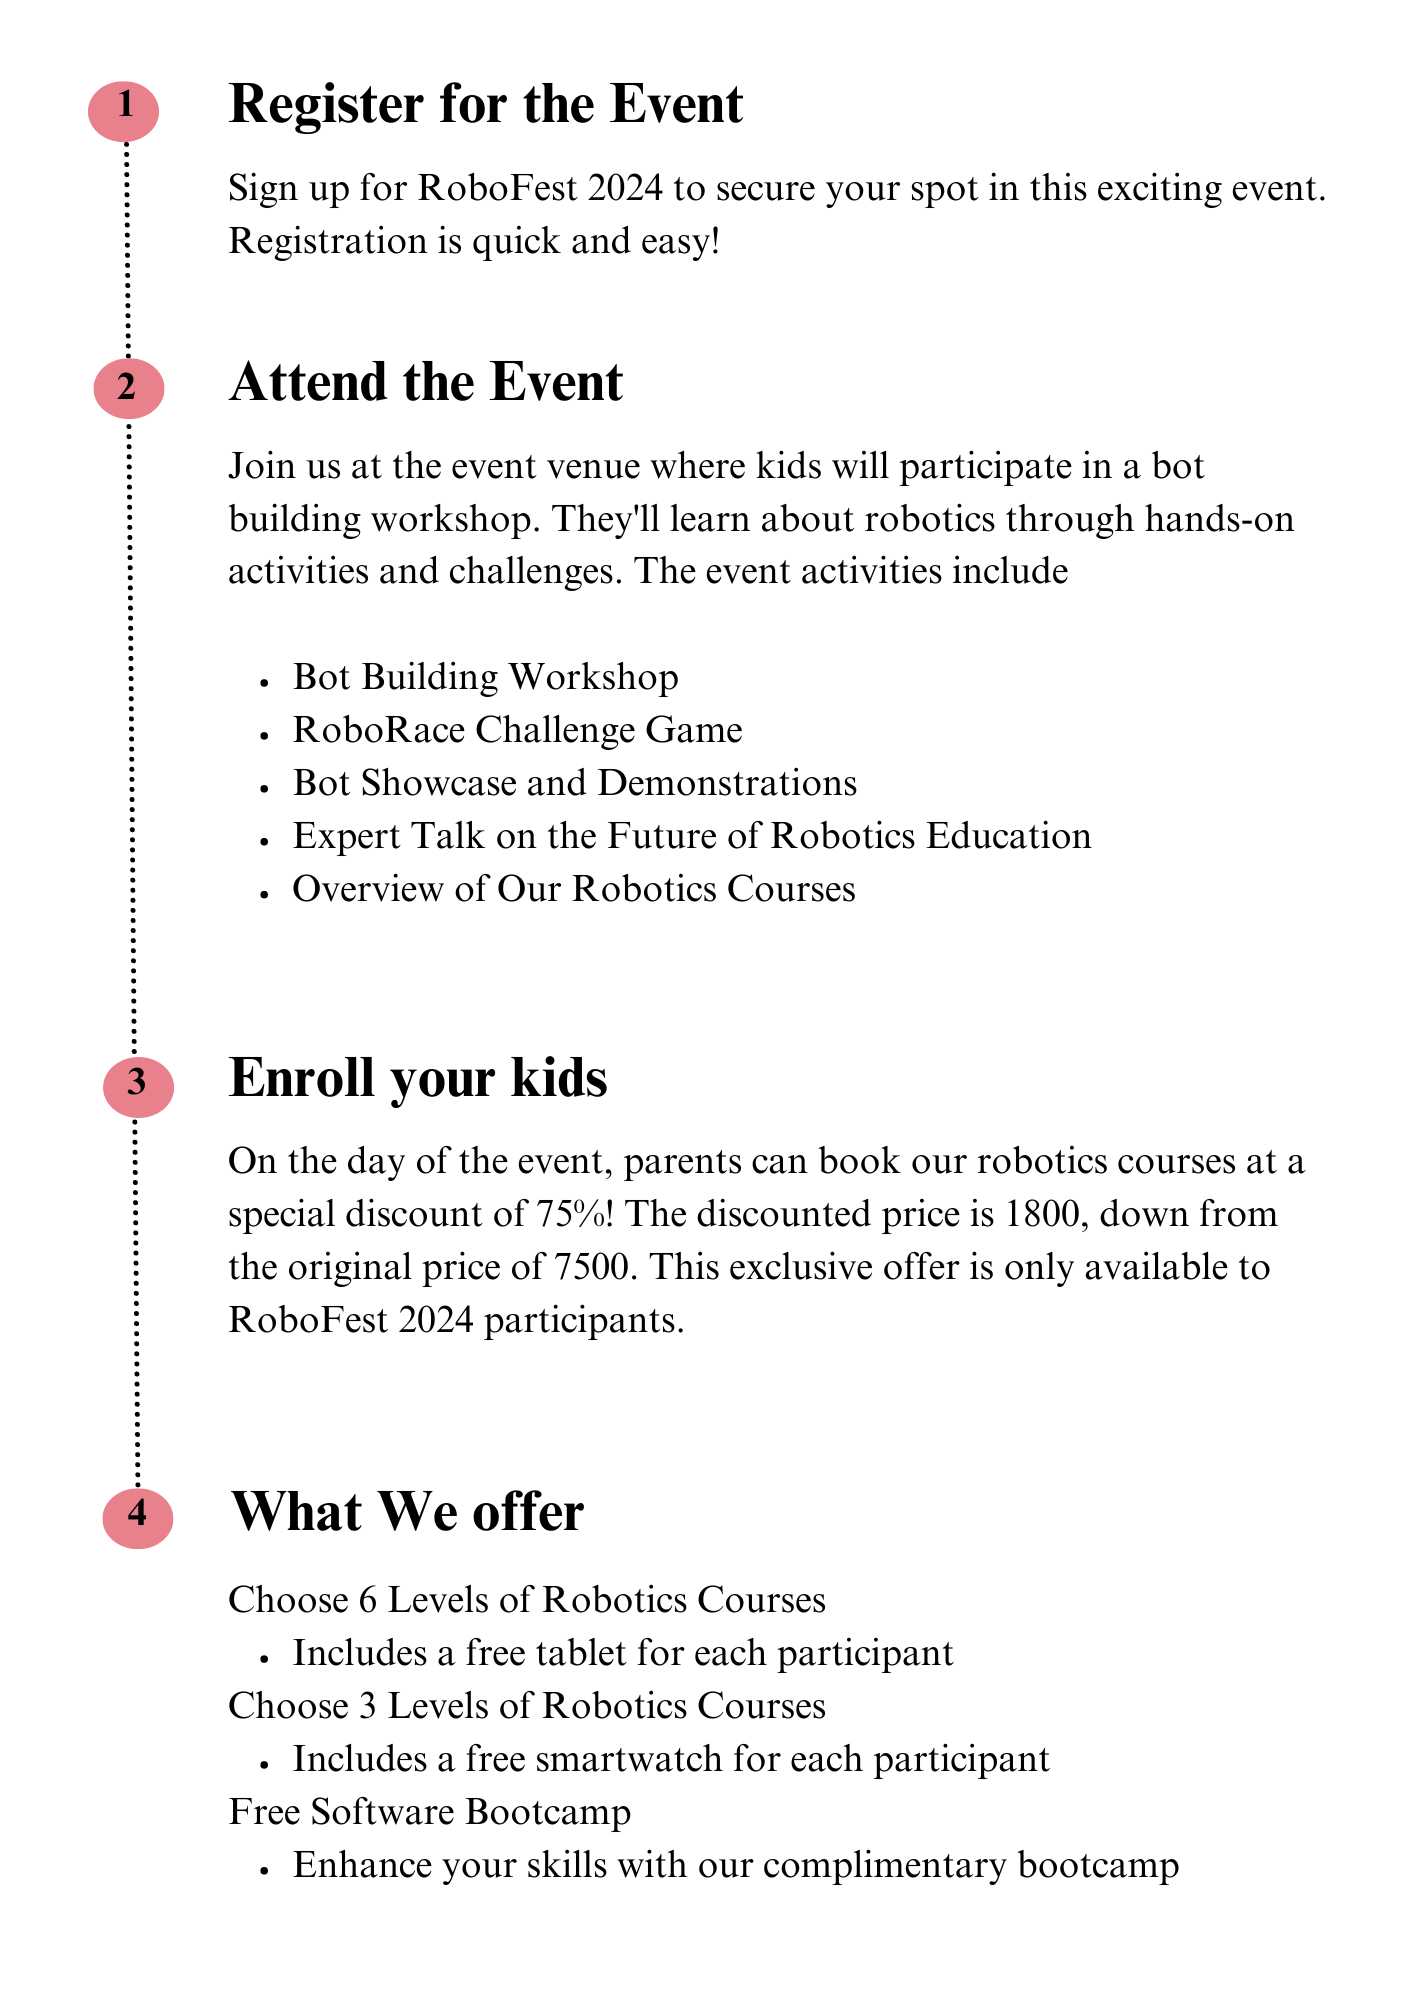 1
Register for the Event
Sign up for RoboFest 2024 to secure your spot in this exciting event.
Registration is quick and easy!
2
Attend the Event
Join us at the event venue where kids will participate in a bot
building workshop. They'll learn about robotics through hands-on
activities and challenges. The event activities include
• Bot Building Workshop
• RoboRace Challenge Game
• Bot Showcase and Demonstrations
• Expert Talk on the Future of Robotics Education
• Overview of Our Robotics Courses
3
Enroll your kids
On the day of the event, parents can book our robotics courses at a
special discount of 75%! The discounted price is 1800, down from
the original price of 7500. This exclusive offer is only available to
RoboFest 2024 participants.
4
What We offer
Choose 6 Levels of Robotics Courses
• Includes a free tablet for each participant
Choose 3 Levels of Robotics Courses
• Includes a free smartwatch for each participant
Free Software Bootcamp
• Enhance your skills with our complimentary bootcamp